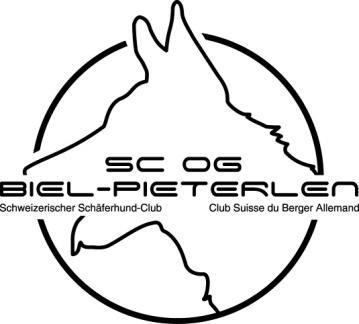 SC OG
BIEL-PIETERLEN
Schweizerischer Schäferhund-Club Club Suisse du Berger Allemand